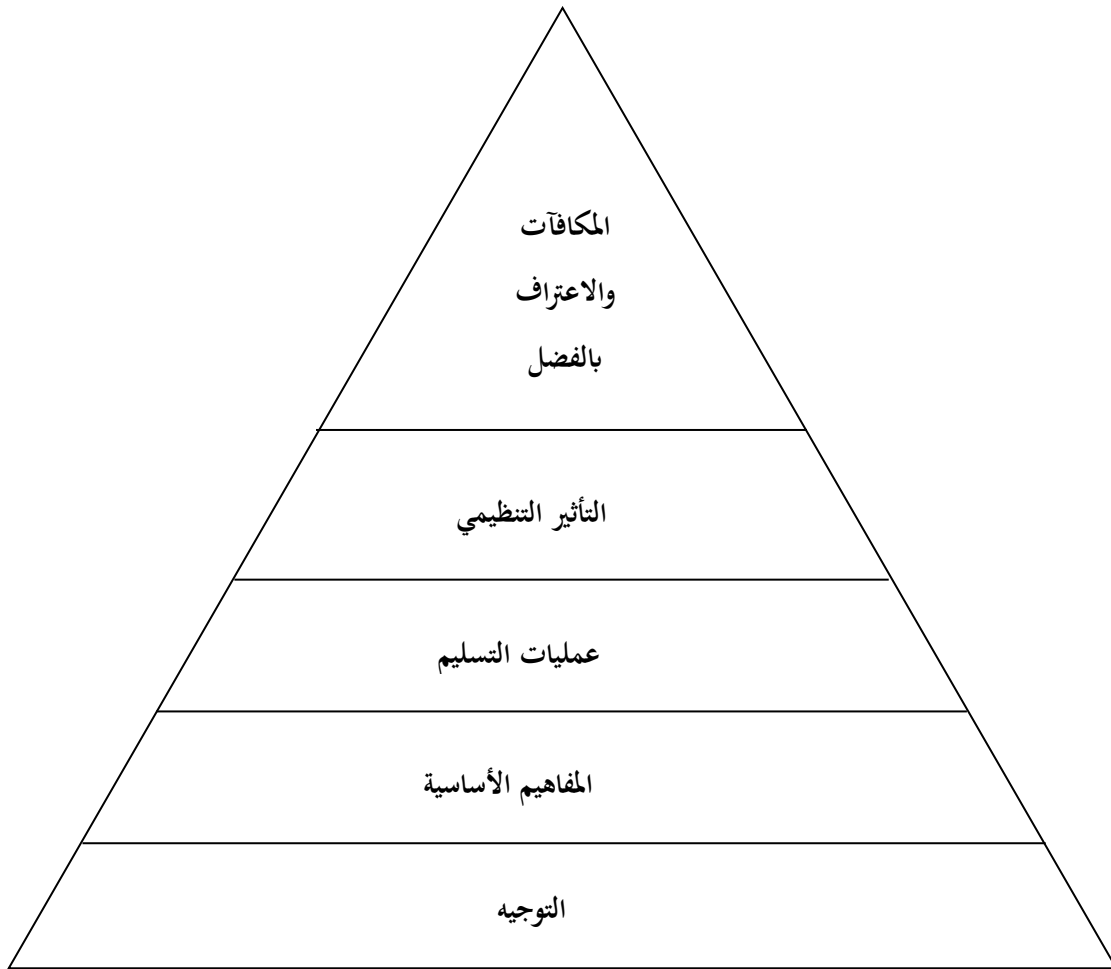 المكافآت
والاعتراف
بالفضل
التأثير التنظيمي
عمليات التسليم
المفاهيم الأساسية
التوجيه